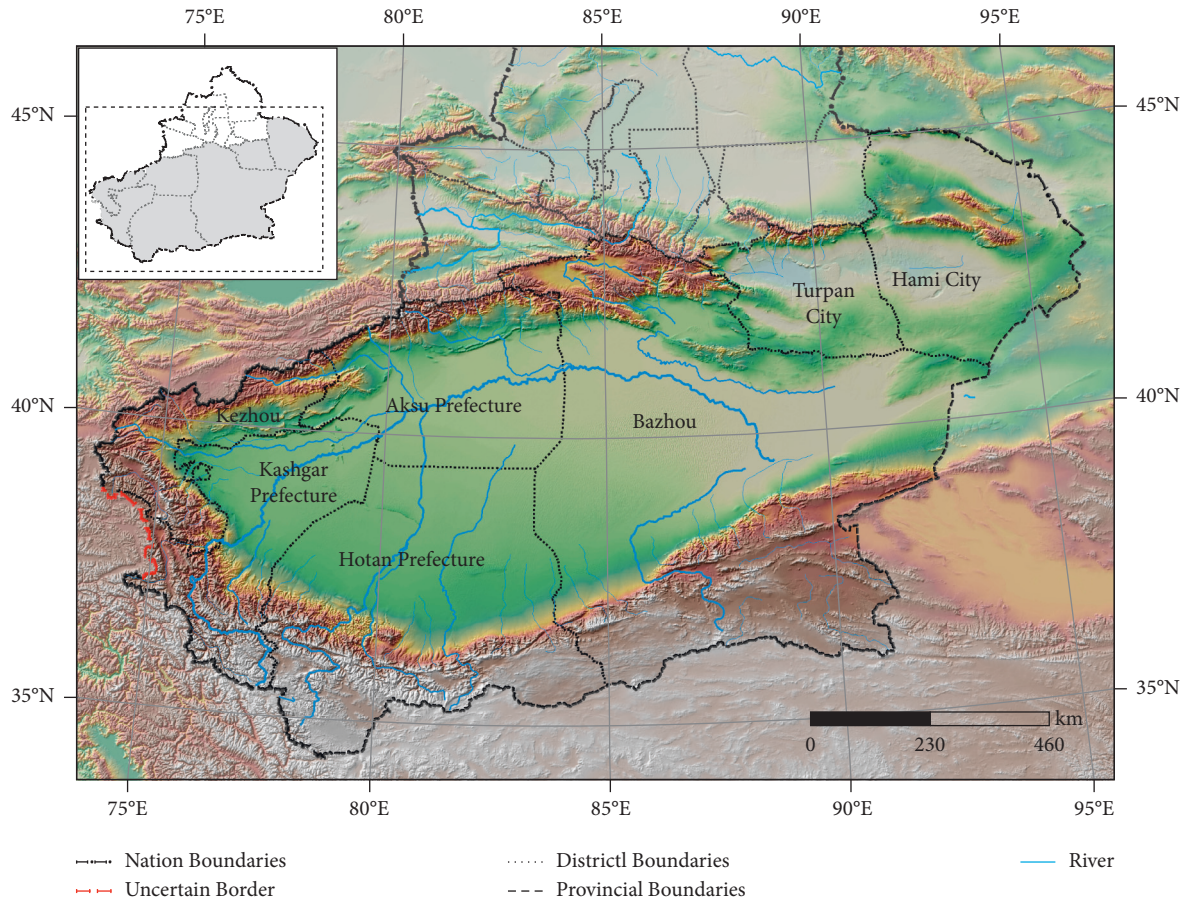 75°E 80°E 85°E 90°E 95°E
45°N 45°N
Hami City
Turpan
City
40°N 40°N
Kezhou
Aksu Prefecture
Bazhou
Kashgar
Prefecture
Hotan Prefecture
35°N 35°N
km
0 230 460
75°E 80°E 85°E 90°E 95°E
Nation Boundaries Districtl Boundaries River
Uncertain Border Provincial Boundaries